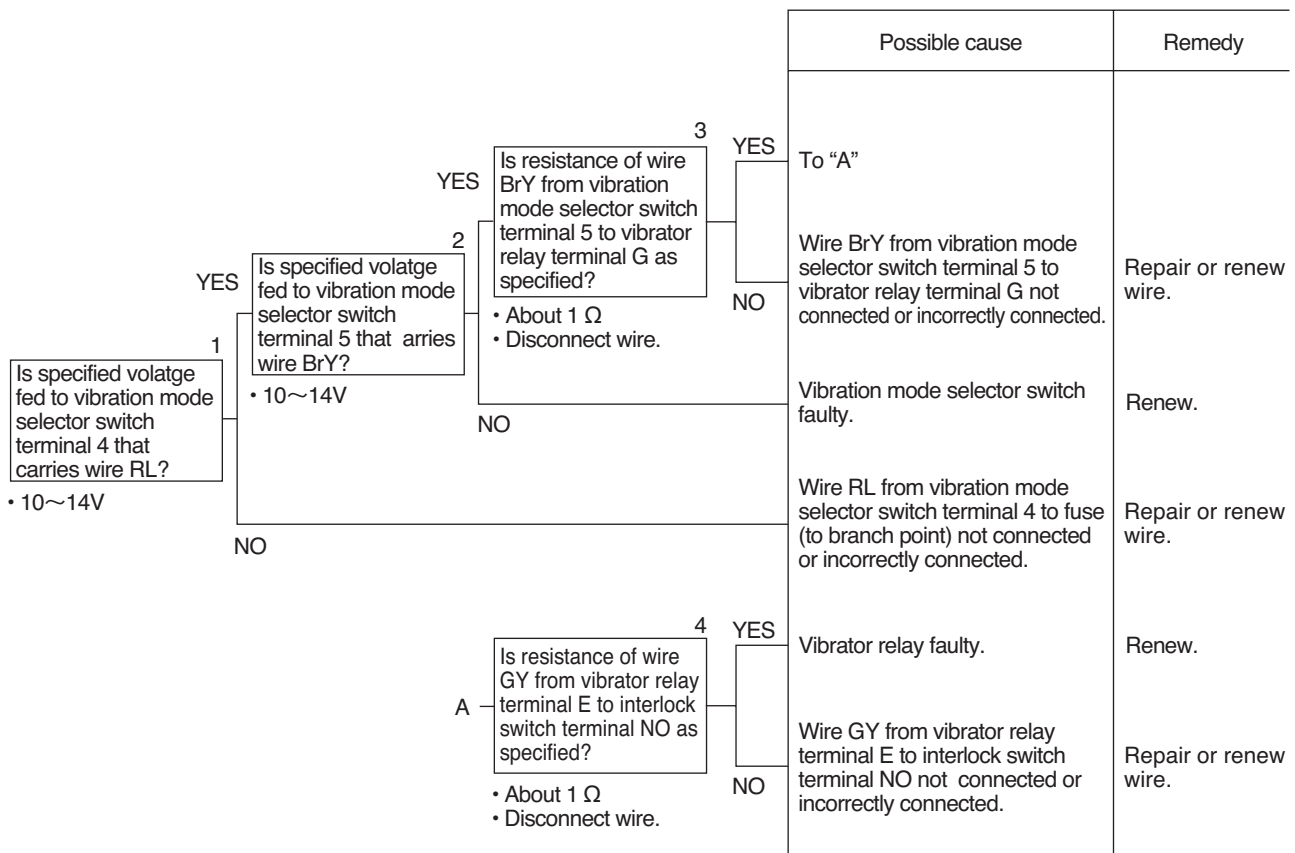 Possible cause
Remedy
1
Is specified volatge
fed to vibration mode
selector switch
terminal 4 that
carries wire RL?
• 10～14V
YES
NO
2
Is specified volatge
fed to vibration mode
selector switch
terminal 5 that arries
wire BrY?
• 10～14V
YES
NO
3
Is resistance of wire
BrY from vibration
mode selector switch
terminal 5 to vibrator
relay terminal G as
specified?
• About 1 Ω
• Disconnect wire.
YES
To “A”
NO
Wire BrY from vibration mode
selector switch terminal 5 to
vibrator relay terminal G not
connected or incorrectly connected.
Repair or renew
wire.
Vibration mode selector switch
faulty.
Renew.
Wire RL from vibration mode
selector switch terminal 4 to fuse
(to branch point) not connected
or incorrectly connected.
Repair or renew
wire.
A
4
Is resistance of wire
GY from vibrator relay
terminal E to interlock
switch terminal NO as
specified?
• About 1 Ω
• Disconnect wire.
YES
Vibrator relay faulty.
Renew.
NO
Wire GY from vibrator relay
terminal E to interlock switch
terminal NO not connected or
incorrectly connected.
Repair or renew
wire.